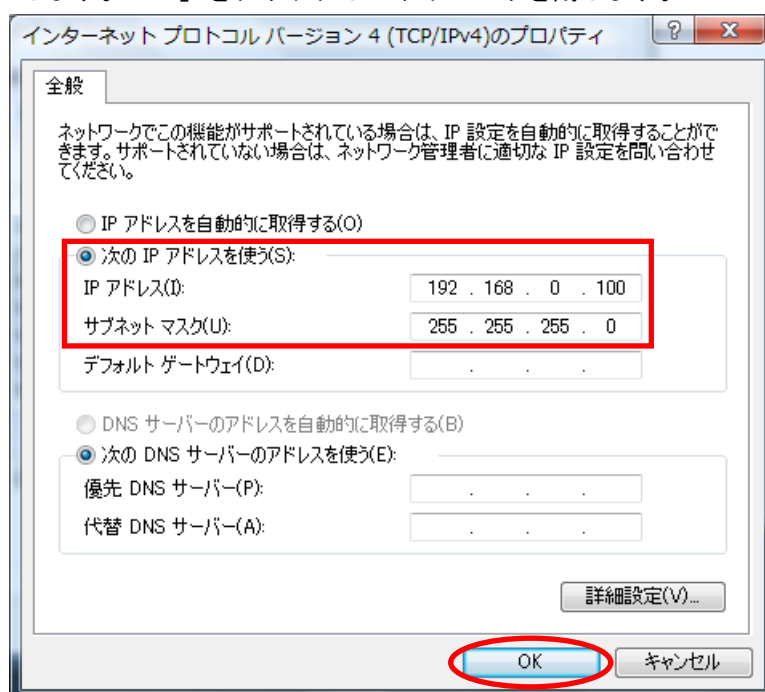 インターネット プロトコル バージョン 4 (TCP/IPv4)のプロパティ
全般
ネットワークでこの機能がサポートされている場合は、IP 設定を自動的に取得することがで
きます。サポートされていない場合は、ネットワーク管理者に適切な IP 設定を問い合わせ
てください。
IP アドレスを自動的に取得する(O)
次の IP アドレスを使う(S):
IP アドレス(I): 192 . 168 . 0 . 100
サブネット マスク(U): 255 . 255 . 255 . 0
デフォルト ゲートウェイ(D): . . .
DNS サーバーのアドレスを自動的に取得する(B)
次の DNS サーバーのアドレスを使う(E):
優先 DNS サーバー(P): . . .
代替 DNS サーバー(A): . . .
詳細設定(V)...
OK キャンセル